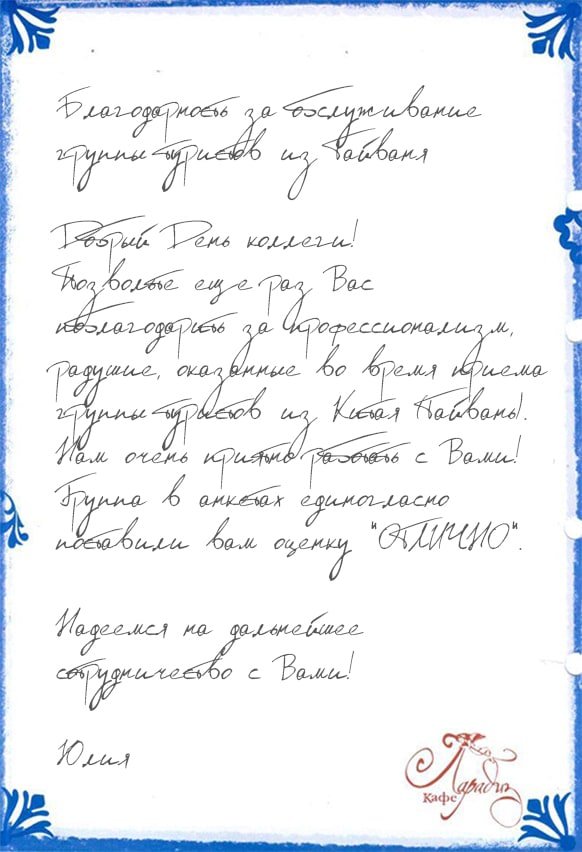 Благодарность за обслуживание
группы туристов из Тайваня
Добрый День коллеги!
Позвольте еще раз Вас
поблагодарить за профессионализм,
радушие, оказанные во время приема
группы туристов из Китая Тайвань!.
Нам очень приятно работать с Вами!
Группа в анкетах единогласно
поставили вам оценку "ОТЛИЧНО".
Надеемся на дальнейшее
сотрудничество с Вами!
Юлия
Парадиз
Кафе